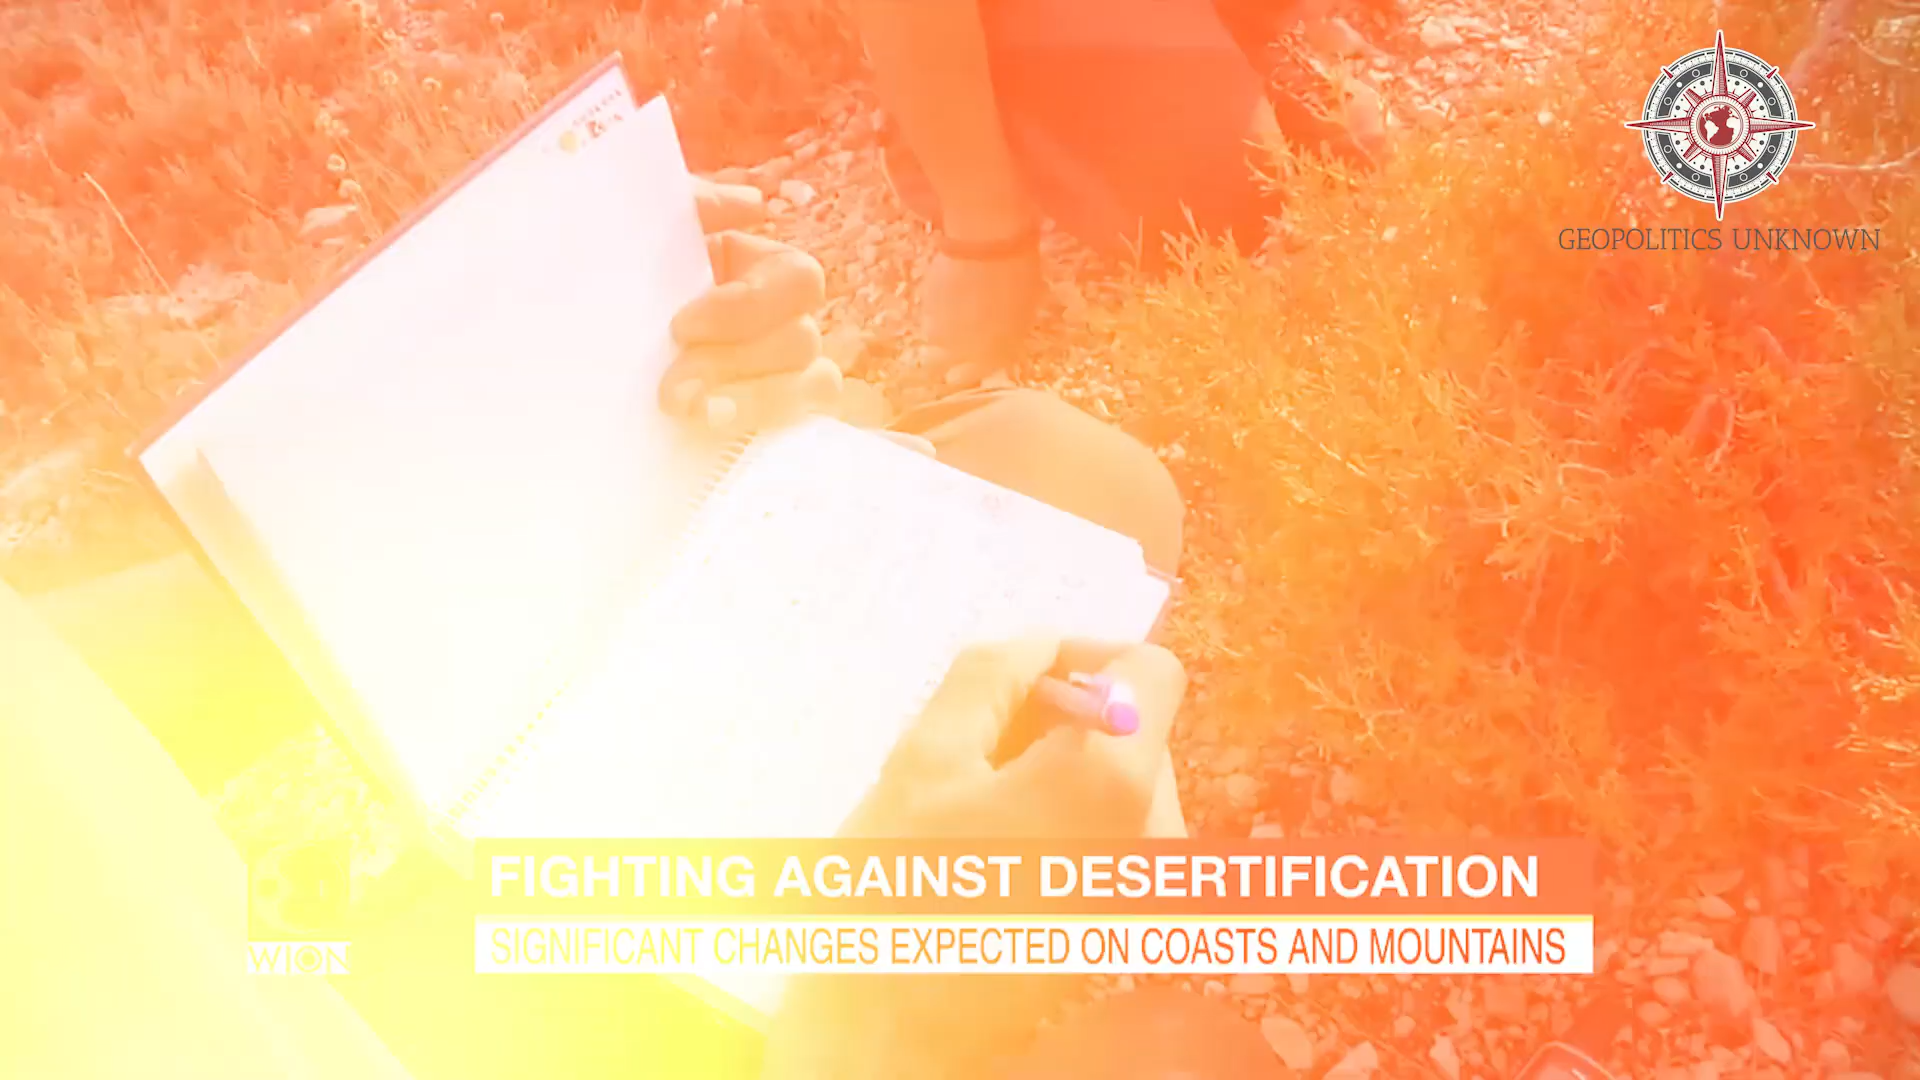 GEOPOLITICS UNKNOWN
FIGHTING AGAINST DESERTIFICATION
SIGNIFICANT CHANGES EXPECTED ON COASTS AND MOUNTAINS
WION